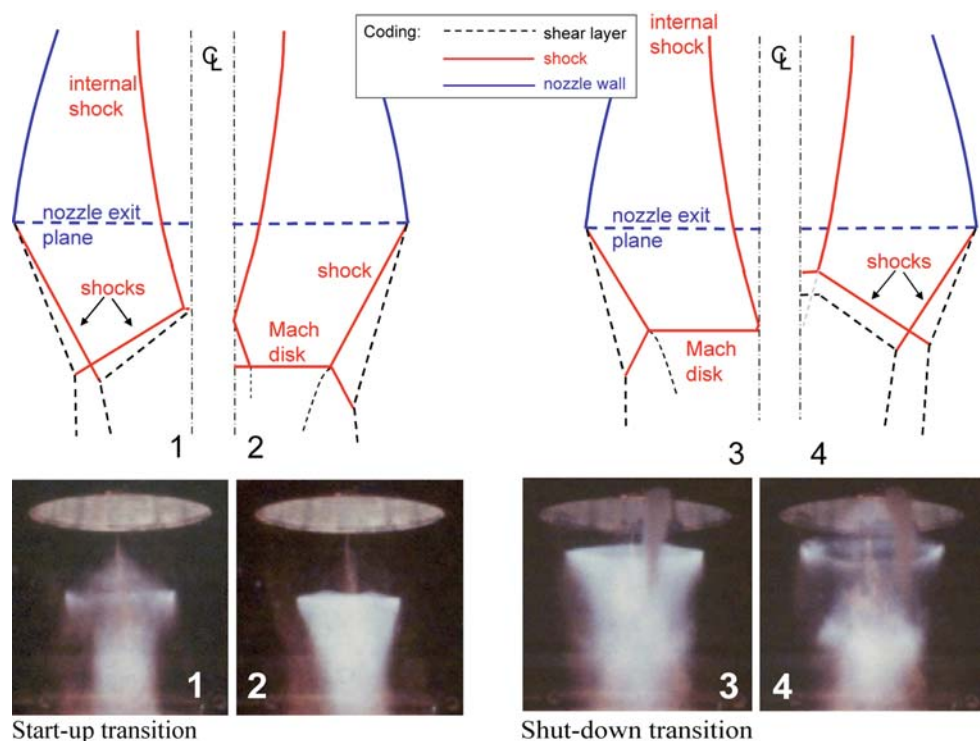 Coding:
shear layer
shock
nozzle wall
℄
internal
shock
nozzle exit
plane
shocks
shock
Mach
disk
1
2
internal
shock
℄
nozzle exit
plane
shocks
Mach
disk
3
4
1
2
3
4
Start-up transition
Shut-down transition